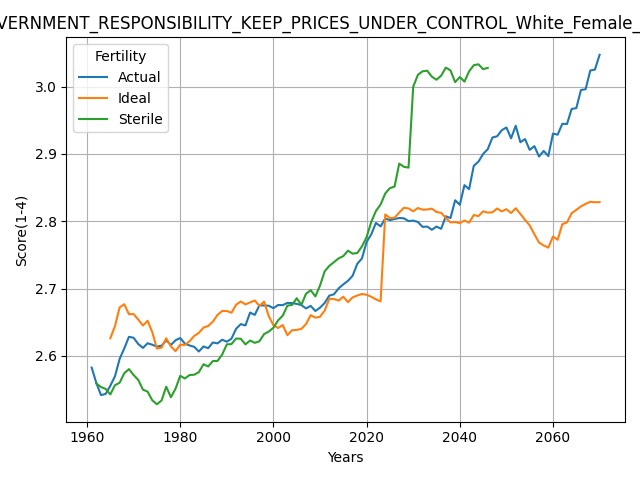 VERNMENT_RESPONSIBILITY_KEEP_PRICES_UNDER_CONTROL_White_Female_
Fertility
Actual
Ideal
Sterile
Score(1-4)
3.0
2.9
2.8
2.7
2.6
1960 1980 2000 2020 2040 2060
Years